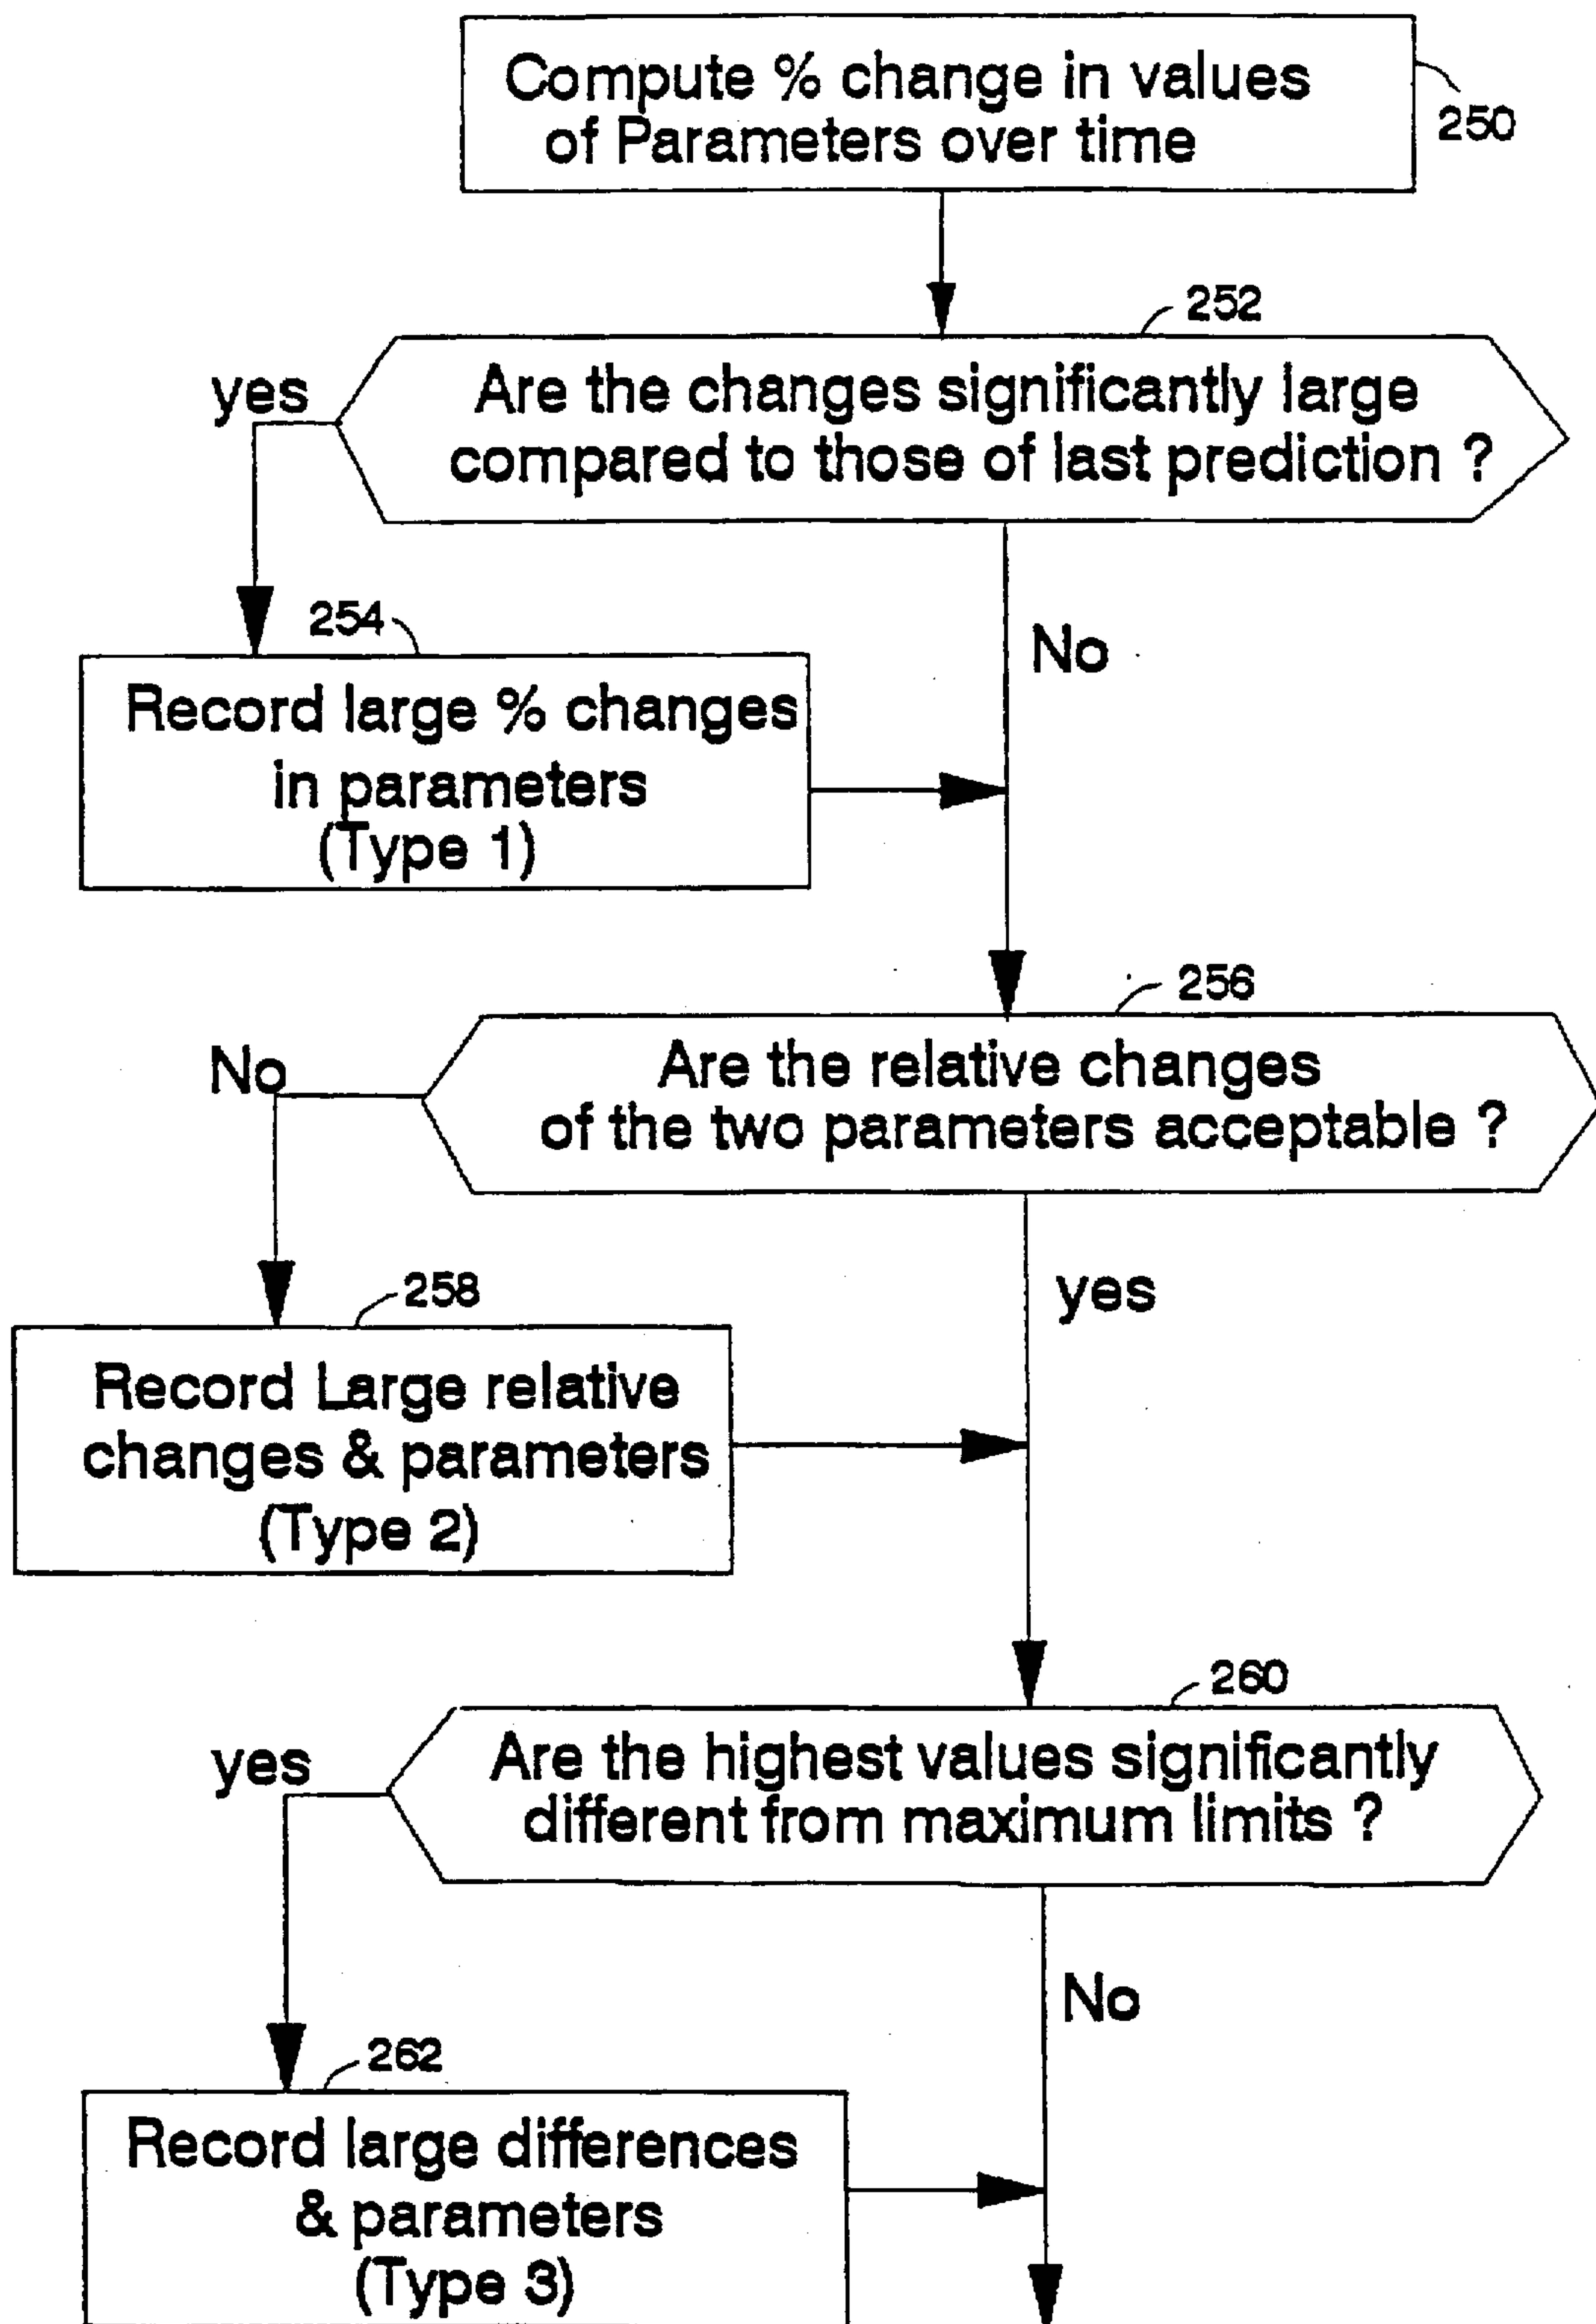 Compute % change in values
of Parameters over time
250
252
yes
Are the changes significantly large
compared to those of last prediction ?
254
No
Record large % changes
in parameters
(Type 1)
256
No
Are the relative changes
of the two parameters acceptable ?
258
yes
Record Large relative
changes & parameters
(Type 2)
260
yes
Are the highest values significantly
different from maximum limits ?
No
262
Record large differences
& parameters
(Type 3)